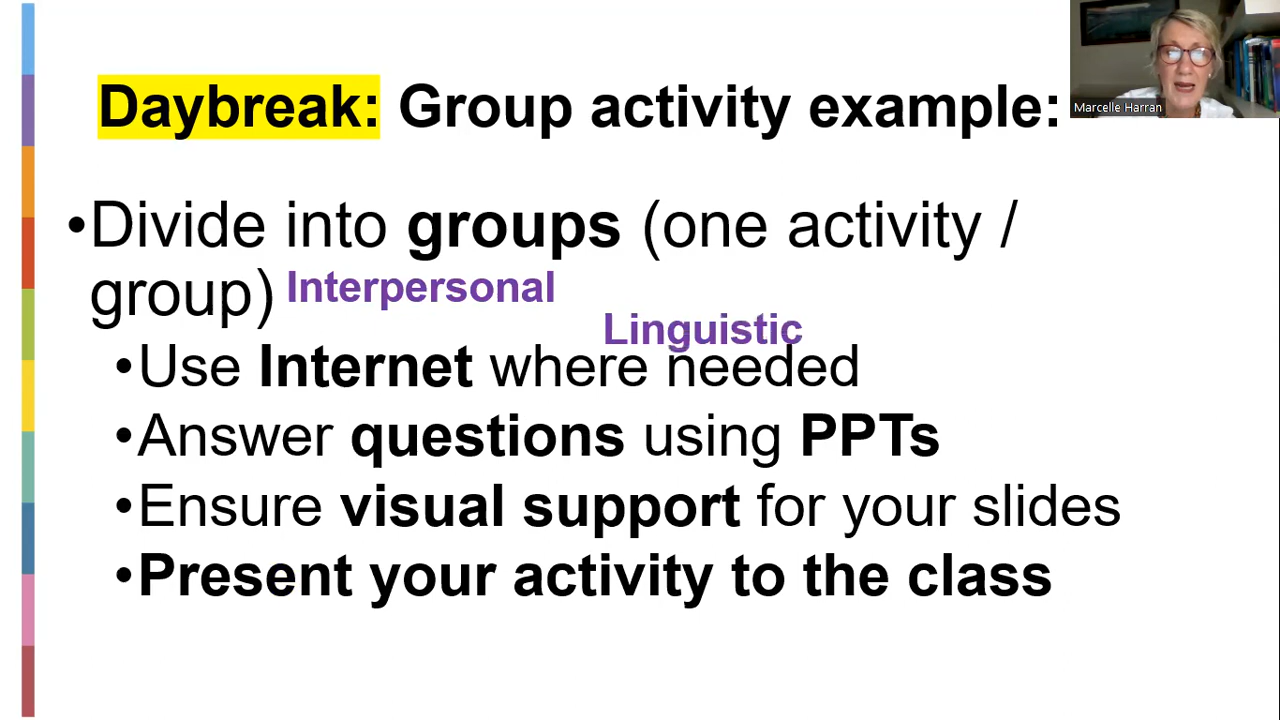 Daybreak: Group activity example:
Marcelle Harran
•Divide into groups (one activity /
group) Interpersonal
Linguistic
•Use Internet where needed
•Answer questions using PPTs
•Ensure visual support for your slides
•Present your activity to the class